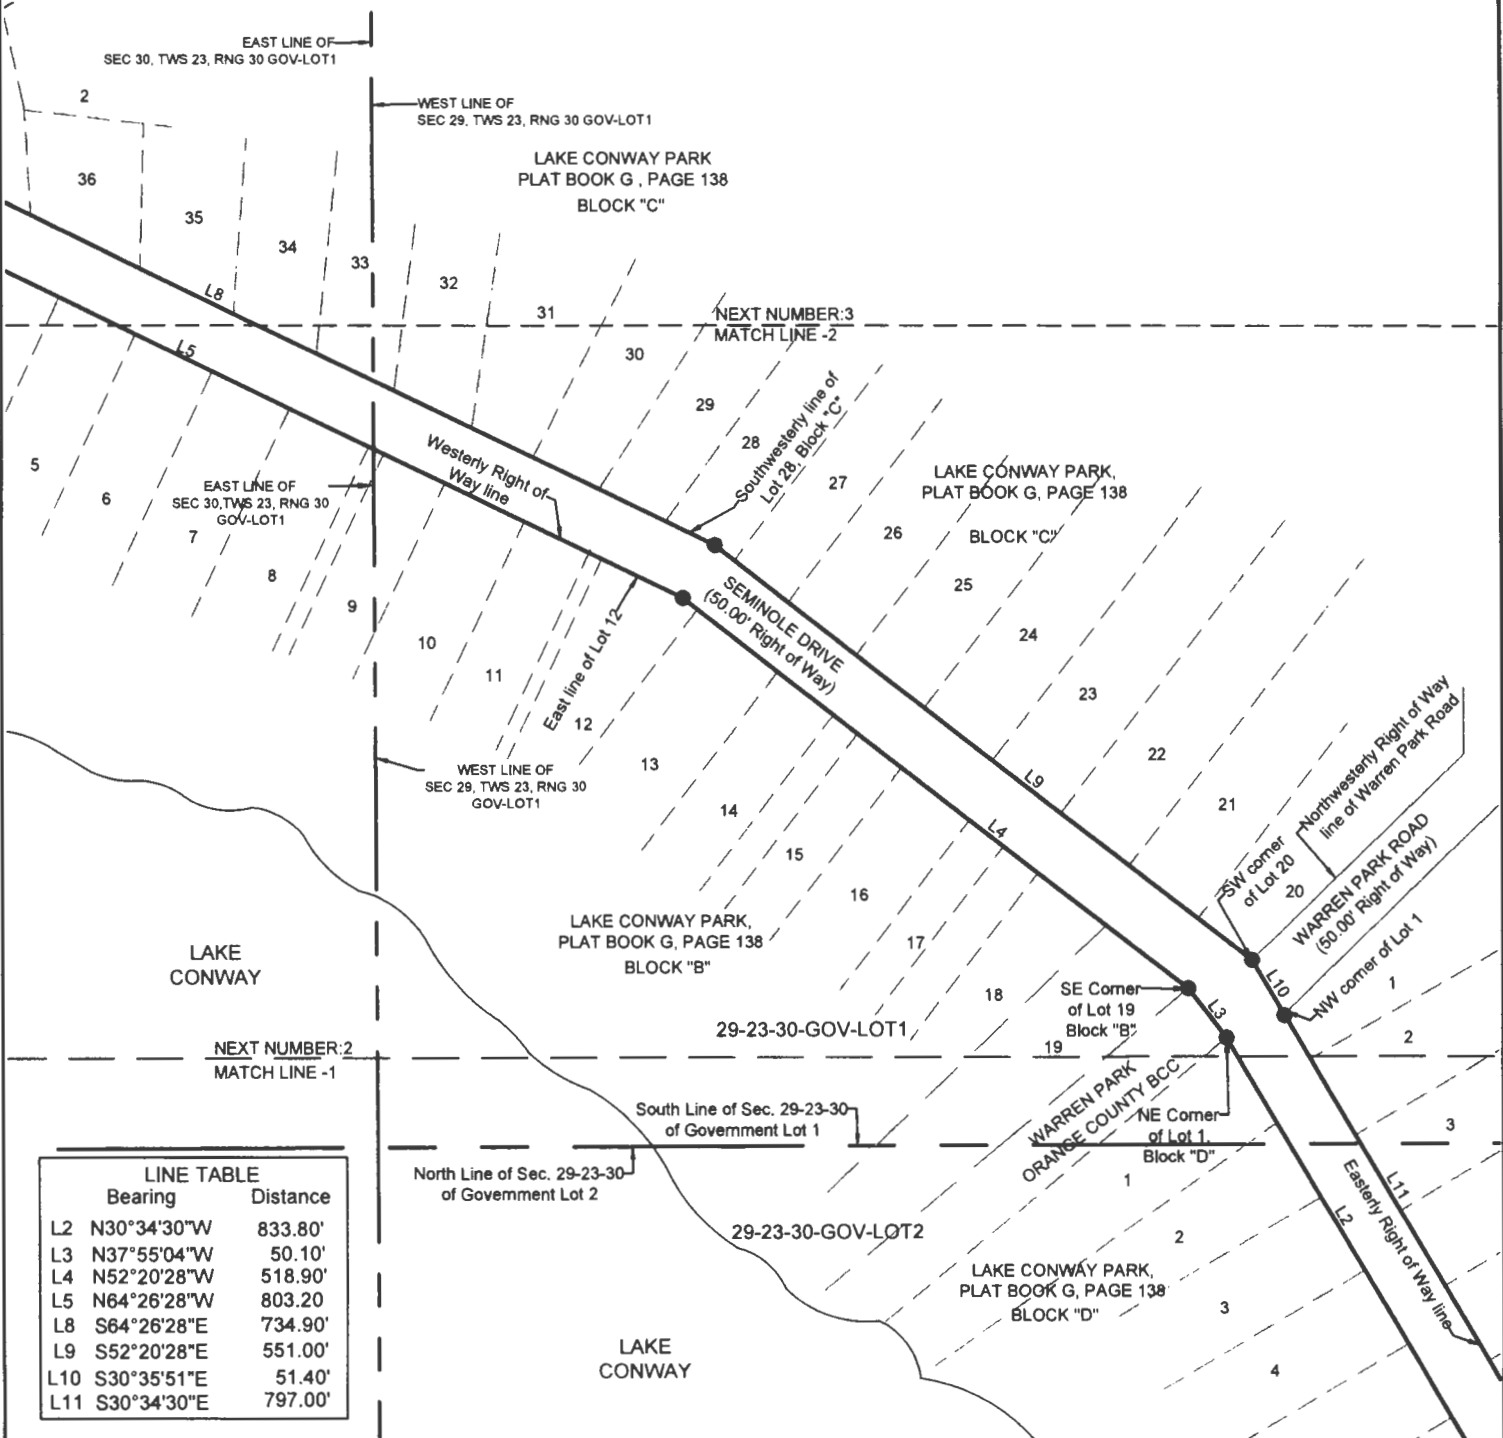 EAST LINE OF
SEC 30, TWS 23, RNG 30 GOV-LOT1
WEST LINE OF
SEC 29, TWS 23, RNG 30 GOV-LOT1
2
LAKE CONWAY PARK
PLAT BOOK G , PAGE 138
BLOCK "C"
36
35
34
33
32
31
L8
NEXT NUMBER:3
MATCH LINE -2
L5
30
29
28
27
26
25
24
23
22
21
20
Southwesterly line of
Lot 28, Block "C"
LAKE CONWAY PARK,
PLAT BOOK G, PAGE 138
BLOCK "C"
Westerly Right of
Way line
EAST LINE OF
SEC 30,TWS 23, RNG 30
GOV-LOT1
5
6
7
8
9
10
11
12
13
14
15
16
17
18
19
East line of Lot 12
SEMINOLE DRIVE
(50.00' Right of Way)
WEST LINE OF
SEC 29, TWS 23, RNG 30
GOV-LOT1
L9
L4
Northwesterly Right of Way
line of Warren Park Road
SW corner
of Lot 20
WARREN PARK ROAD
(50.00' Right of Way)
NW corner of Lot 1
L10
L3
1
2
3
LAKE CONWAY PARK,
PLAT BOOK G, PAGE 138
BLOCK "B"
LAKE
CONWAY
SE Corner
of Lot 19
Block "B"
29-23-30-GOV-LOT1
NEXT NUMBER:2
MATCH LINE -1
WARREN PARK
ORANGE COUNTY BCC
NE Corner
of Lot 1,
Block "D"
South Line of Sec. 29-23-30
of Government Lot 1
North Line of Sec. 29-23-30
of Government Lot 2
29-23-30-GOV-LOT2
1
2
3
4
L2
L11
Easterly Right of Way line
LAKE CONWAY PARK,
PLAT BOOK G, PAGE 138
BLOCK "D"
LAKE
CONWAY
LINE TABLE
Bearing Distance
L2 N30°34'30"W 833.80'
L3 N37°55'04"W 50.10'
L4 N52°20'28"W 518.90'
L5 N64°26'28"W 803.20
L8 S64°26'28"E 734.90'
L9 S52°20'28"E 551.00'
L10 S30°35'51"E 51.40'
L11 S30°34'30"E 797.00'